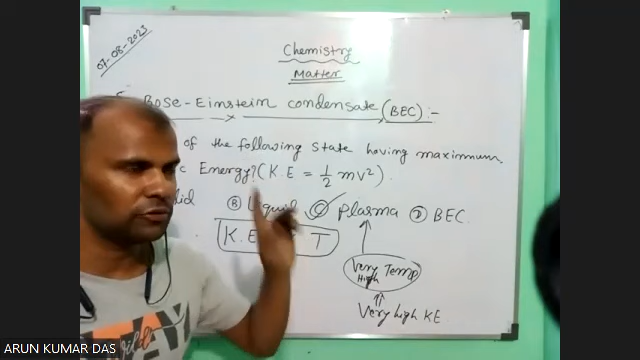 07-08-2023
Chemistry
Matter
Bose-Einstein condensate (BEC):-
of the following state having maximum
c Energy? (K.E = 1/2 mv²).
lid Ⓑ Liquid Ⓒ plasma Ⓓ BEC.
K.E T
Very High Temp
Very high KE
ARUN KUMAR DAS